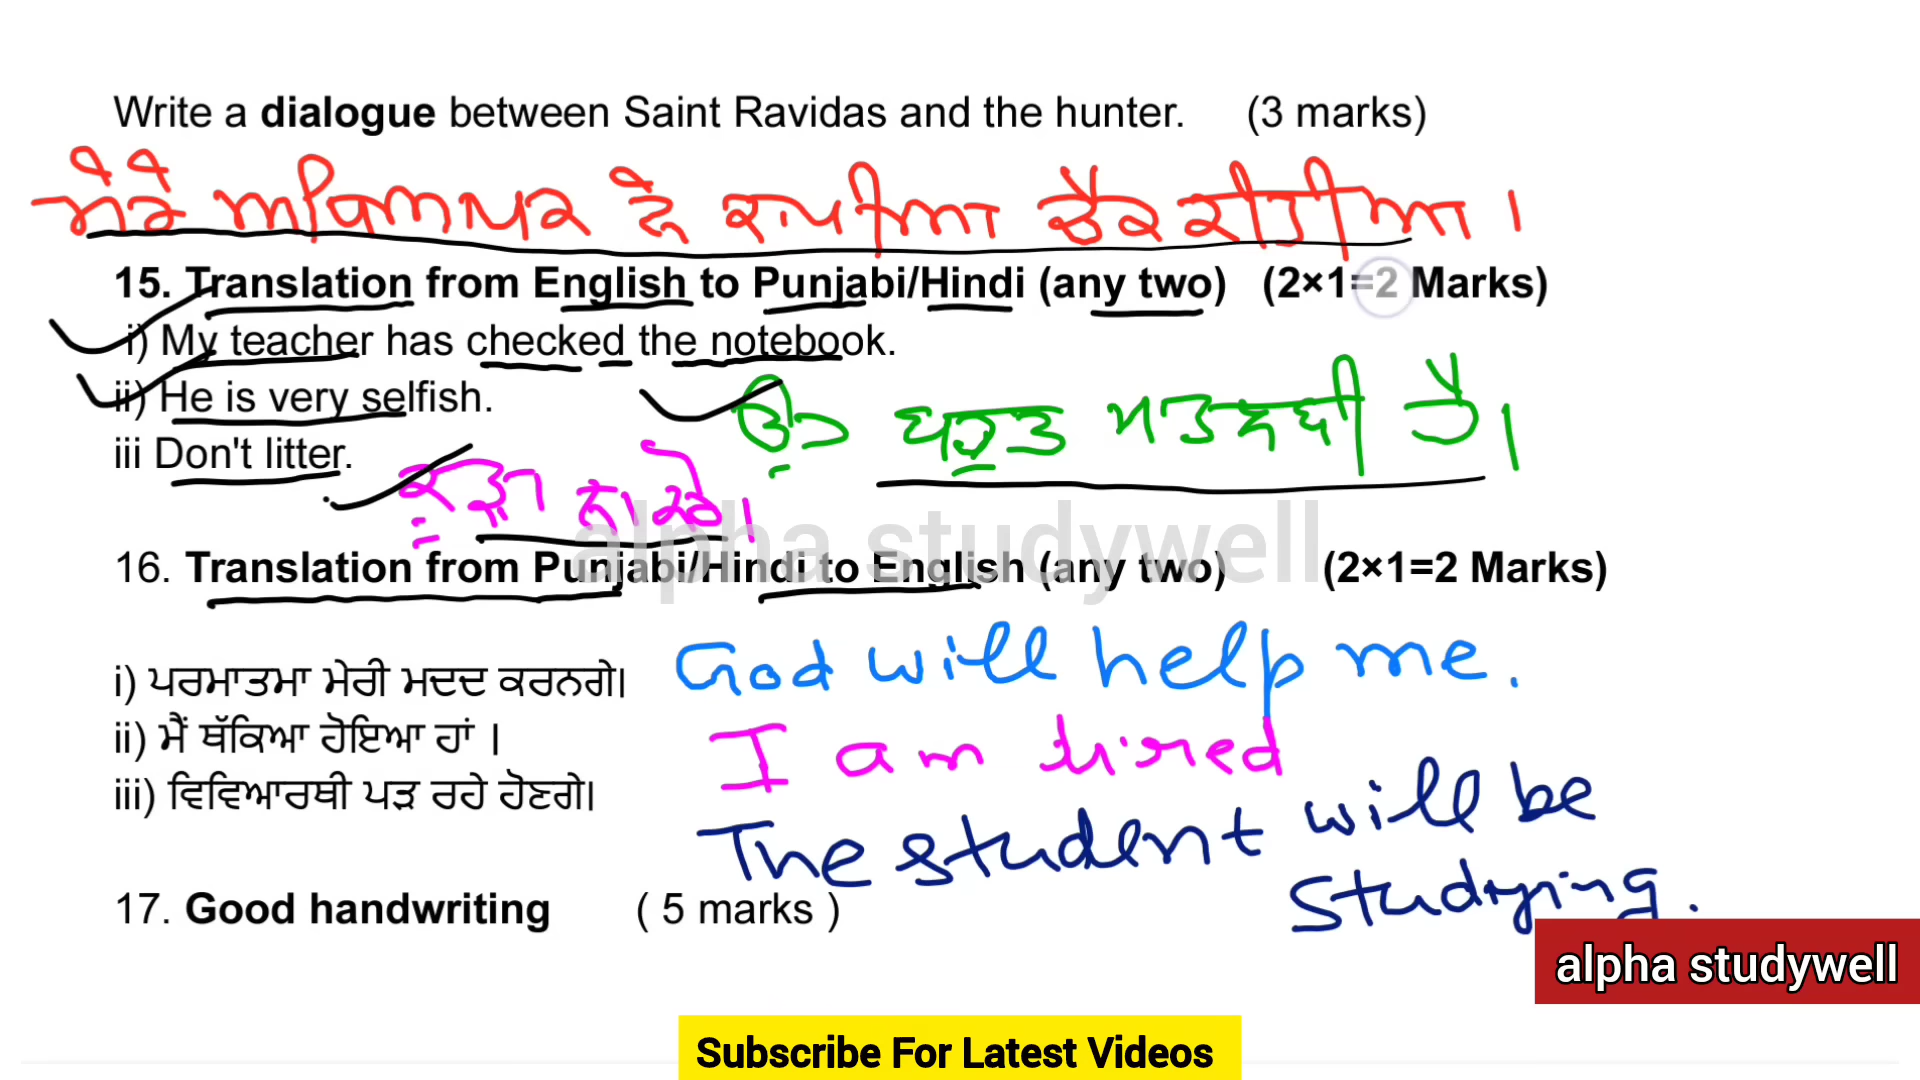 Write a dialogue between Saint Ravidas and the hunter. (3 marks)
ਮੇਰੇ ਅਧਿਆਪਕ ਨੇ ਕਾਪੀਆ ਚੈਕ ਕੀਤੀਆ ।
15. Translation from English to Punjabi/Hindi (any two) (2×1=2 Marks)
i) My teacher has checked the notebook.
ii) He is very selfish.
ਉਹ ਬਹੁਤ ਮਤਲਬੀ ਹੈ।
iii Don't litter.
ਕੂੜਾ ਨਾ ਕਰੋ।
alpha studywell
16. Translation from Punjabi/Hindi to English (any two) (2×1=2 Marks)
i) ਪਰਮਾਤਮਾ ਮੇਰੀ ਮਦਦ ਕਰਨਗੇ। God will help me.
ii) ਮੈਂ ਥੱਕਿਆ ਹੋਇਆ ਹਾਂ । I am tired
iii) ਵਿਵਿਆਰਥੀ ਪੜ ਰਹੇ ਹੋਣਗੇ। The student will be
studying.
17. Good handwriting ( 5 marks )
alpha studywell
Subscribe For Latest Videos